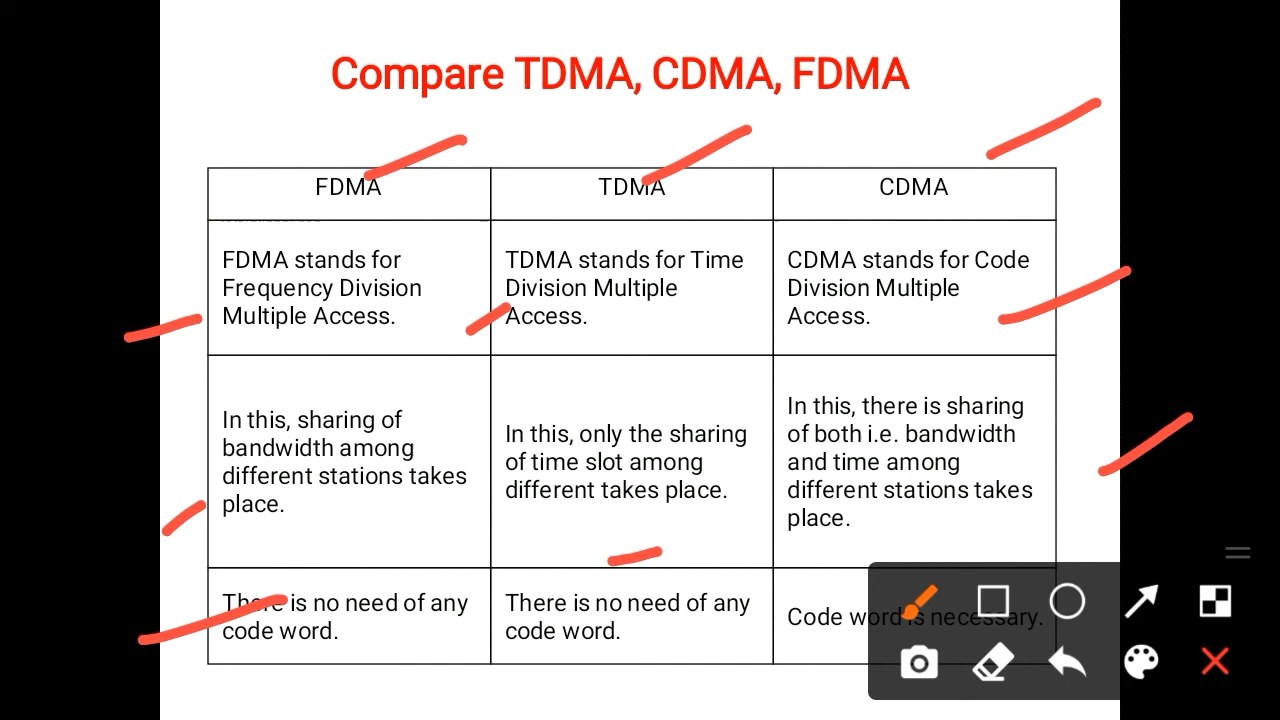 Compare TDMA, CDMA, FDMA
FDMA
TDMA
CDMA
FDMA stands for
Frequency Division
Multiple Access.
TDMA stands for Time
Division Multiple
Access.
CDMA stands for Code
Division Multiple
Access.
In this, sharing of
bandwidth among
different stations takes
place.
In this, only the sharing
of time slot among
different takes place.
In this, there is sharing
of both i.e. bandwidth
and time among
different stations takes
place.
There is no need of any
code word.
There is no need of any
code word.
Code word is necessary.